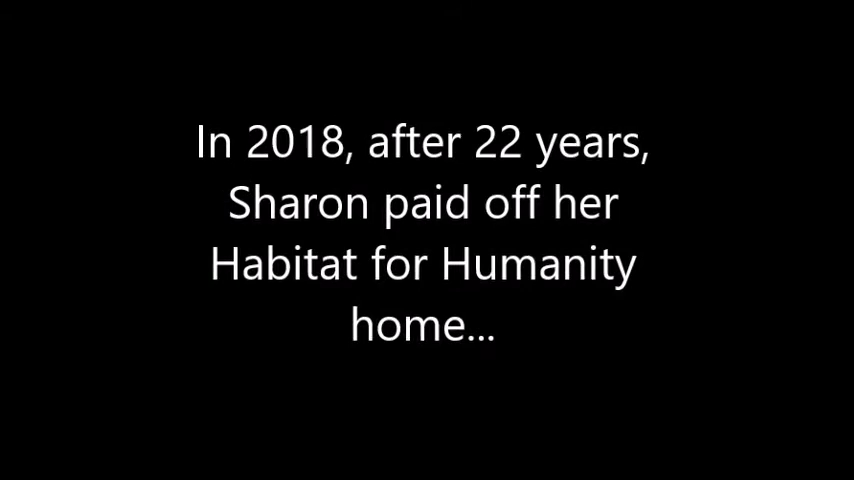 In 2018, after 22 years,
Sharon paid off her
Habitat for Humanity
home...